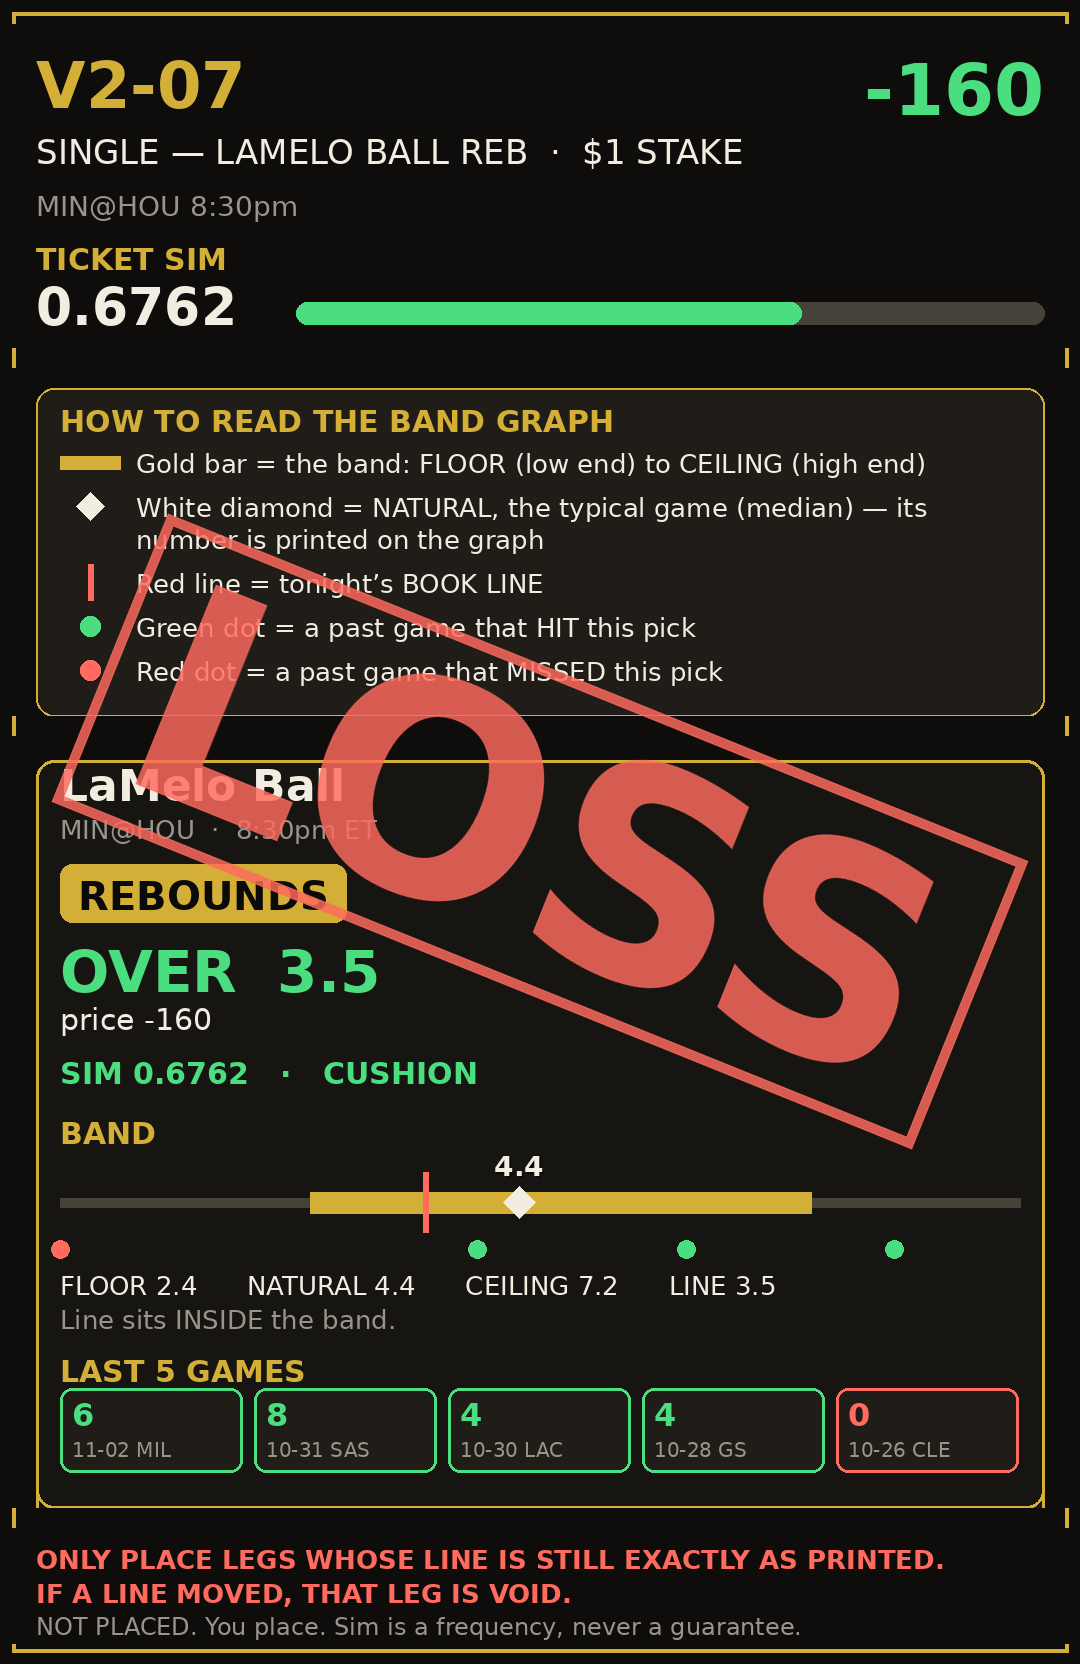 V2-07
-160
SINGLE — LAMELO BALL REB · $1 STAKE
MIN@HOU 8:30pm
TICKET SIM
0.6762
HOW TO READ THE BAND GRAPH
Gold bar = the band: FLOOR (low end) to CEILING (high end)
White diamond = NATURAL, the typical game (median) — its
number is printed on the graph
Red line = tonight’s BOOK LINE
Green dot = a past game that HIT this pick
Red dot = a past game that MISSED this pick
LOSS
LaMelo Ball
MIN@HOU · 8:30pm ET
REBOUNDS
OVER 3.5
price -160
SIM 0.6762 · CUSHION
BAND
4.4
FLOOR 2.4 NATURAL 4.4 CEILING 7.2 LINE 3.5
Line sits INSIDE the band.
LAST 5 GAMES
6 8 4 4 0
11-02 MIL 10-31 SAS 10-30 LAC 10-28 GS 10-26 CLE
ONLY PLACE LEGS WHOSE LINE IS STILL EXACTLY AS PRINTED.
IF A LINE MOVED, THAT LEG IS VOID.
NOT PLACED. You place. Sim is a frequency, never a guarantee.